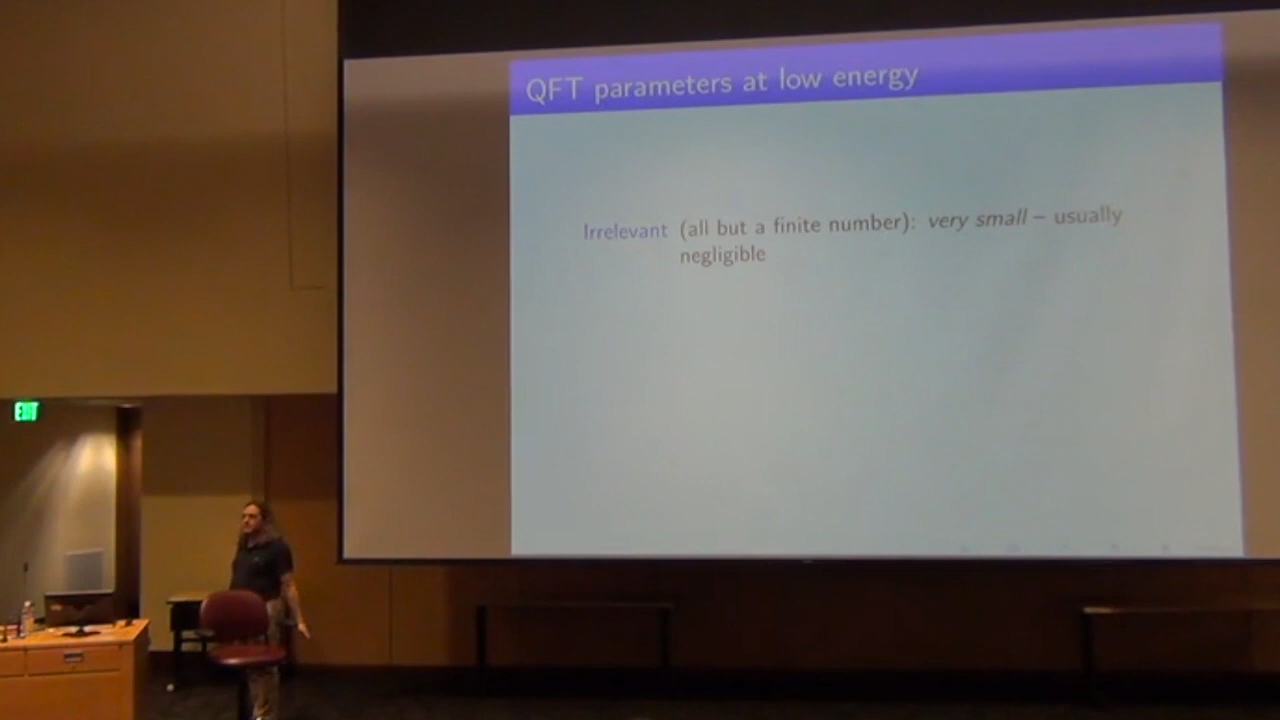 QFT parameters at low energy
Irrelevant (all but a finite number): very small – usually
negligible
EXIT